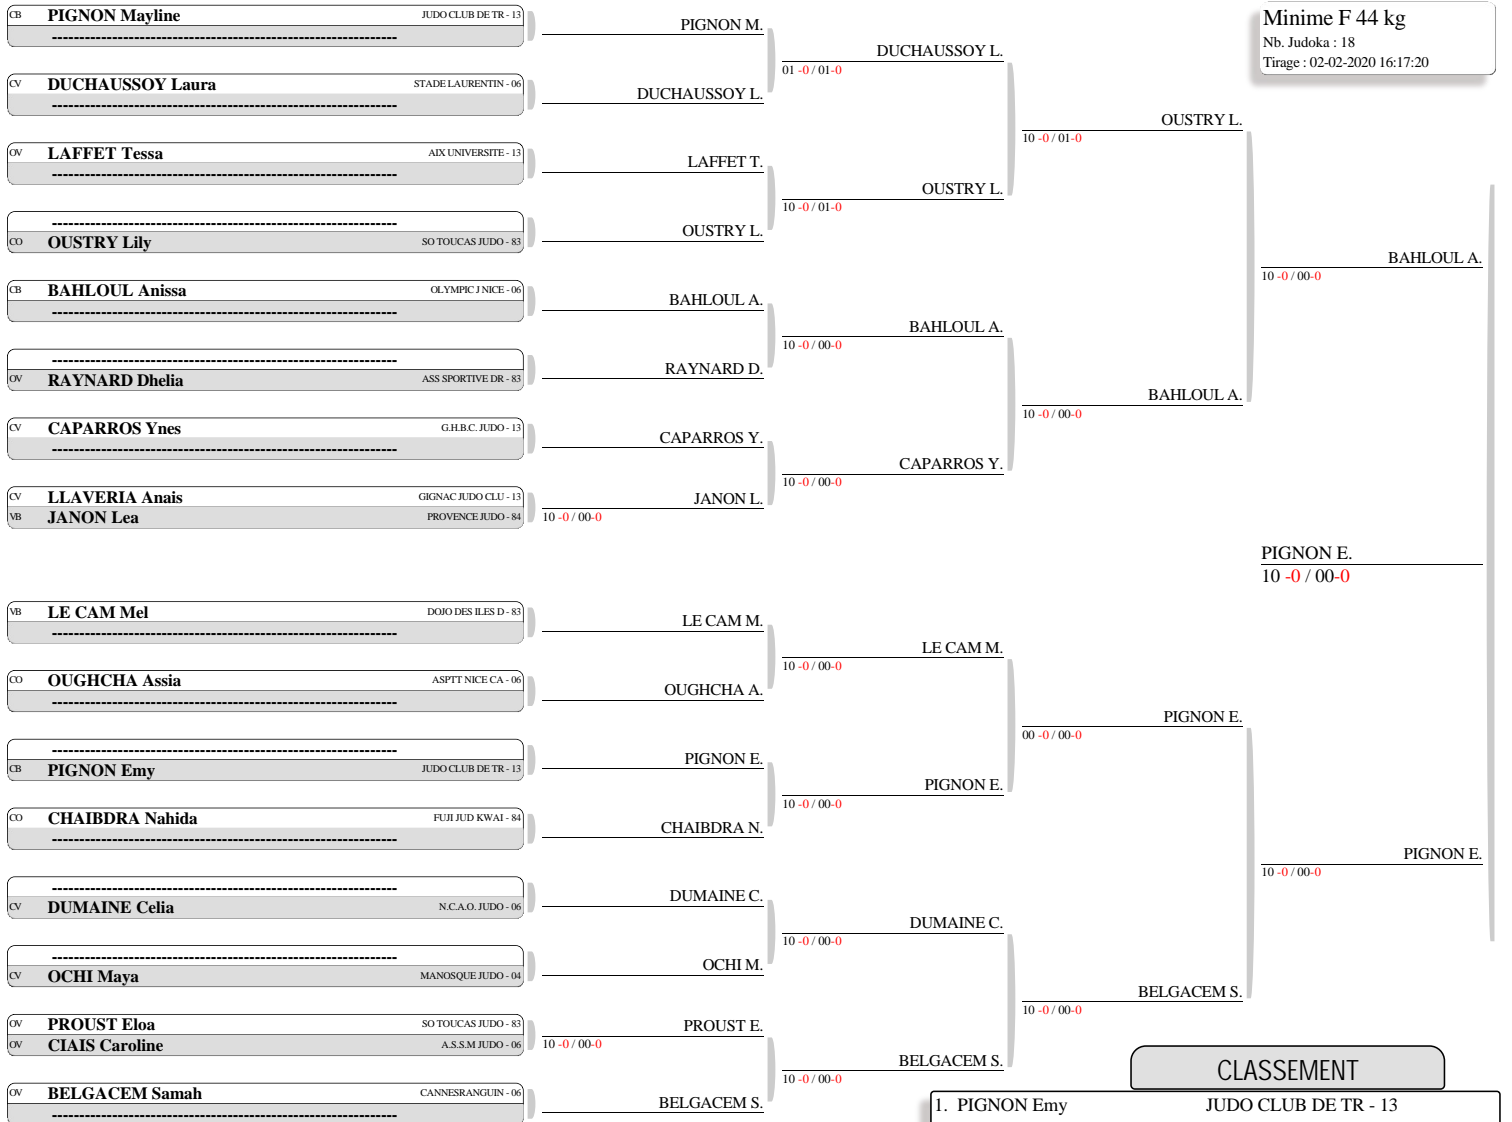 Minime F 44 kg
Nb. Judoka : 18
Tirage : 02-02-2020 16:17:20
CB PIGNON Mayline JUDO CLUB DE TR - 13
----------------------------------------------------------------
CV DUCHAUSSOY Laura STADE LAURENTIN - 06
----------------------------------------------------------------
OV LAFFET Tessa AIX UNIVERSITE - 13
----------------------------------------------------------------
----------------------------------------------------------------
CO OUSTRY Lily SO TOUCAS JUDO - 83
CB BAHLOUL Anissa OLYMPIC J NICE - 06
----------------------------------------------------------------
----------------------------------------------------------------
OV RAYNARD Dhelia ASS SPORTIVE DR - 83
CV CAPARROS Ynes G.H.B.C. JUDO - 13
----------------------------------------------------------------
CV LLAVERIA Anais GIGNAC JUDO CLU - 13
VB JANON Lea PROVENCE JUDO - 84
VB LE CAM Mel DOJO DES ILES D - 83
----------------------------------------------------------------
CO OUGHCHA Assia ASPTT NICE CA - 06
----------------------------------------------------------------
----------------------------------------------------------------
CB PIGNON Emy JUDO CLUB DE TR - 13
CO CHAIBDRA Nahida FUJI JUD KWAI - 84
----------------------------------------------------------------
----------------------------------------------------------------
CV DUMAINE Celia N.C.A.O. JUDO - 06
----------------------------------------------------------------
CV OCHI Maya MANOSQUE JUDO - 04
OV PROUST Eloa SO TOUCAS JUDO - 83
OV CIAIS Caroline A.S.S.M JUDO - 06
OV BELGACEM Samah CANNESRANGUIN - 06
----------------------------------------------------------------
PIGNON M.
DUCHAUSSOY L.
LAFFET T.
OUSTRY L.
BAHLOUL A.
RAYNARD D.
CAPARROS Y.
JANON L.
10 -0 / 00-0
LE CAM M.
OUGHCHA A.
PIGNON E.
CHAIBDRA N.
DUMAINE C.
OCHI M.
PROUST E.
10 -0 / 00-0
BELGACEM S.
DUCHAUSSOY L.
01 -0 / 01-0
OUSTRY L.
10 -0 / 01-0
BAHLOUL A.
10 -0 / 00-0
CAPARROS Y.
10 -0 / 00-0
LE CAM M.
10 -0 / 00-0
PIGNON E.
10 -0 / 00-0
DUMAINE C.
10 -0 / 00-0
BELGACEM S.
10 -0 / 00-0
OUSTRY L.
10 -0 / 01-0
BAHLOUL A.
10 -0 / 00-0
PIGNON E.
00 -0 / 00-0
BELGACEM S.
10 -0 / 00-0
BAHLOUL A.
10 -0 / 00-0
PIGNON E.
10 -0 / 00-0
PIGNON E.
10 -0 / 00-0
CLASSEMENT
1. PIGNON Emy JUDO CLUB DE TR - 13